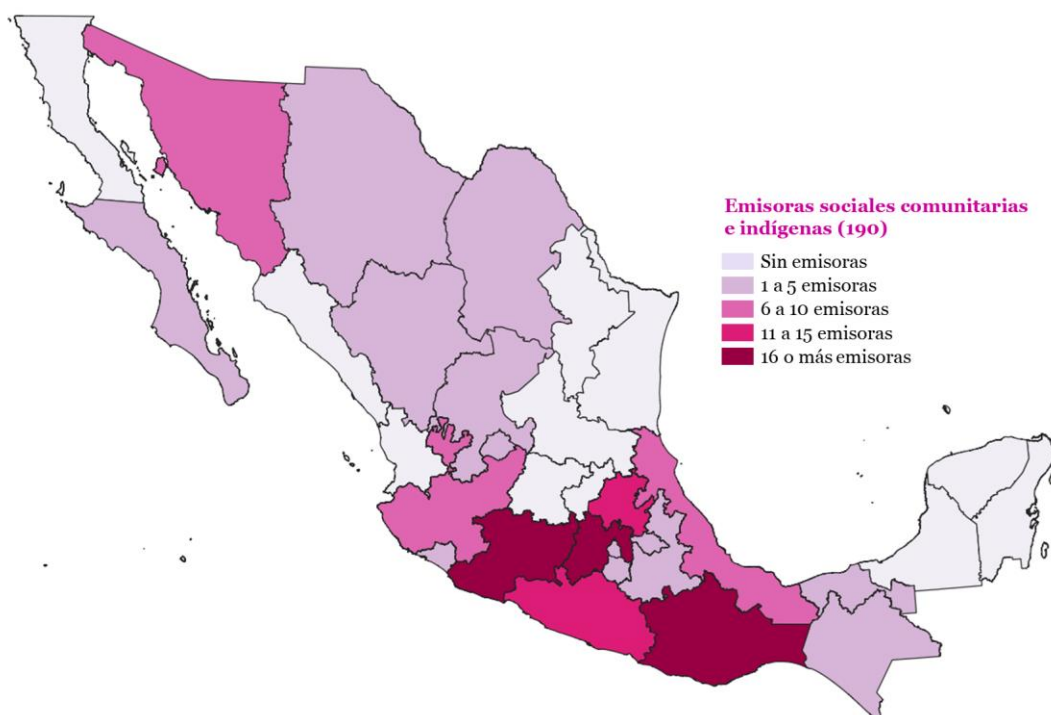 Emisoras sociales comunitarias
e indígenas (190)
Sin emisoras
1 a 5 emisoras
6 a 10 emisoras
11 a 15 emisoras
16 o más emisoras